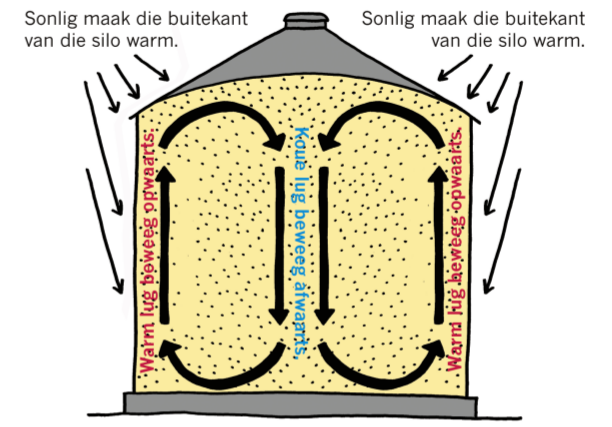 Sonlig maak die buitekant
van die silo warm.
Sonlig maak die buitekant
van die silo warm.
Warm lug beweeg opwaarts.
Koue lug beweeg afwaarts.
Warm lug beweeg opwaarts.